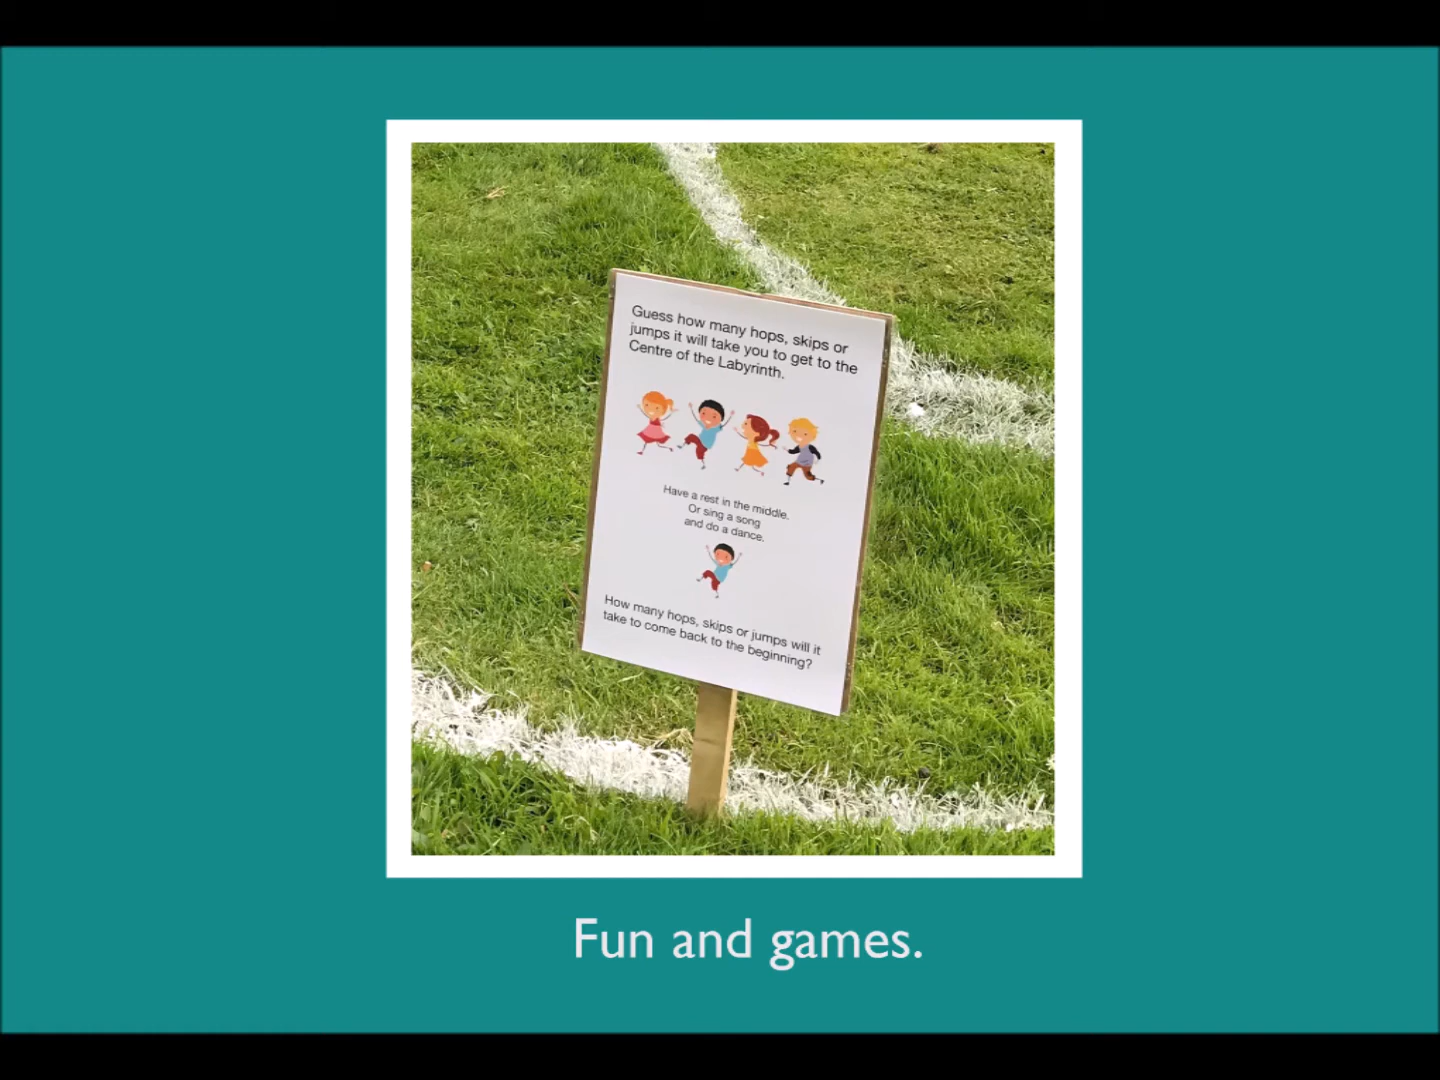 Guess how many hops, skips or
jumps it will take you to get to the
Centre of the Labyrinth.
Have a rest in the middle.
Or sing a song
and do a dance.
How many hops, skips or jumps will it
take to come back to the beginning?
Fun and games.